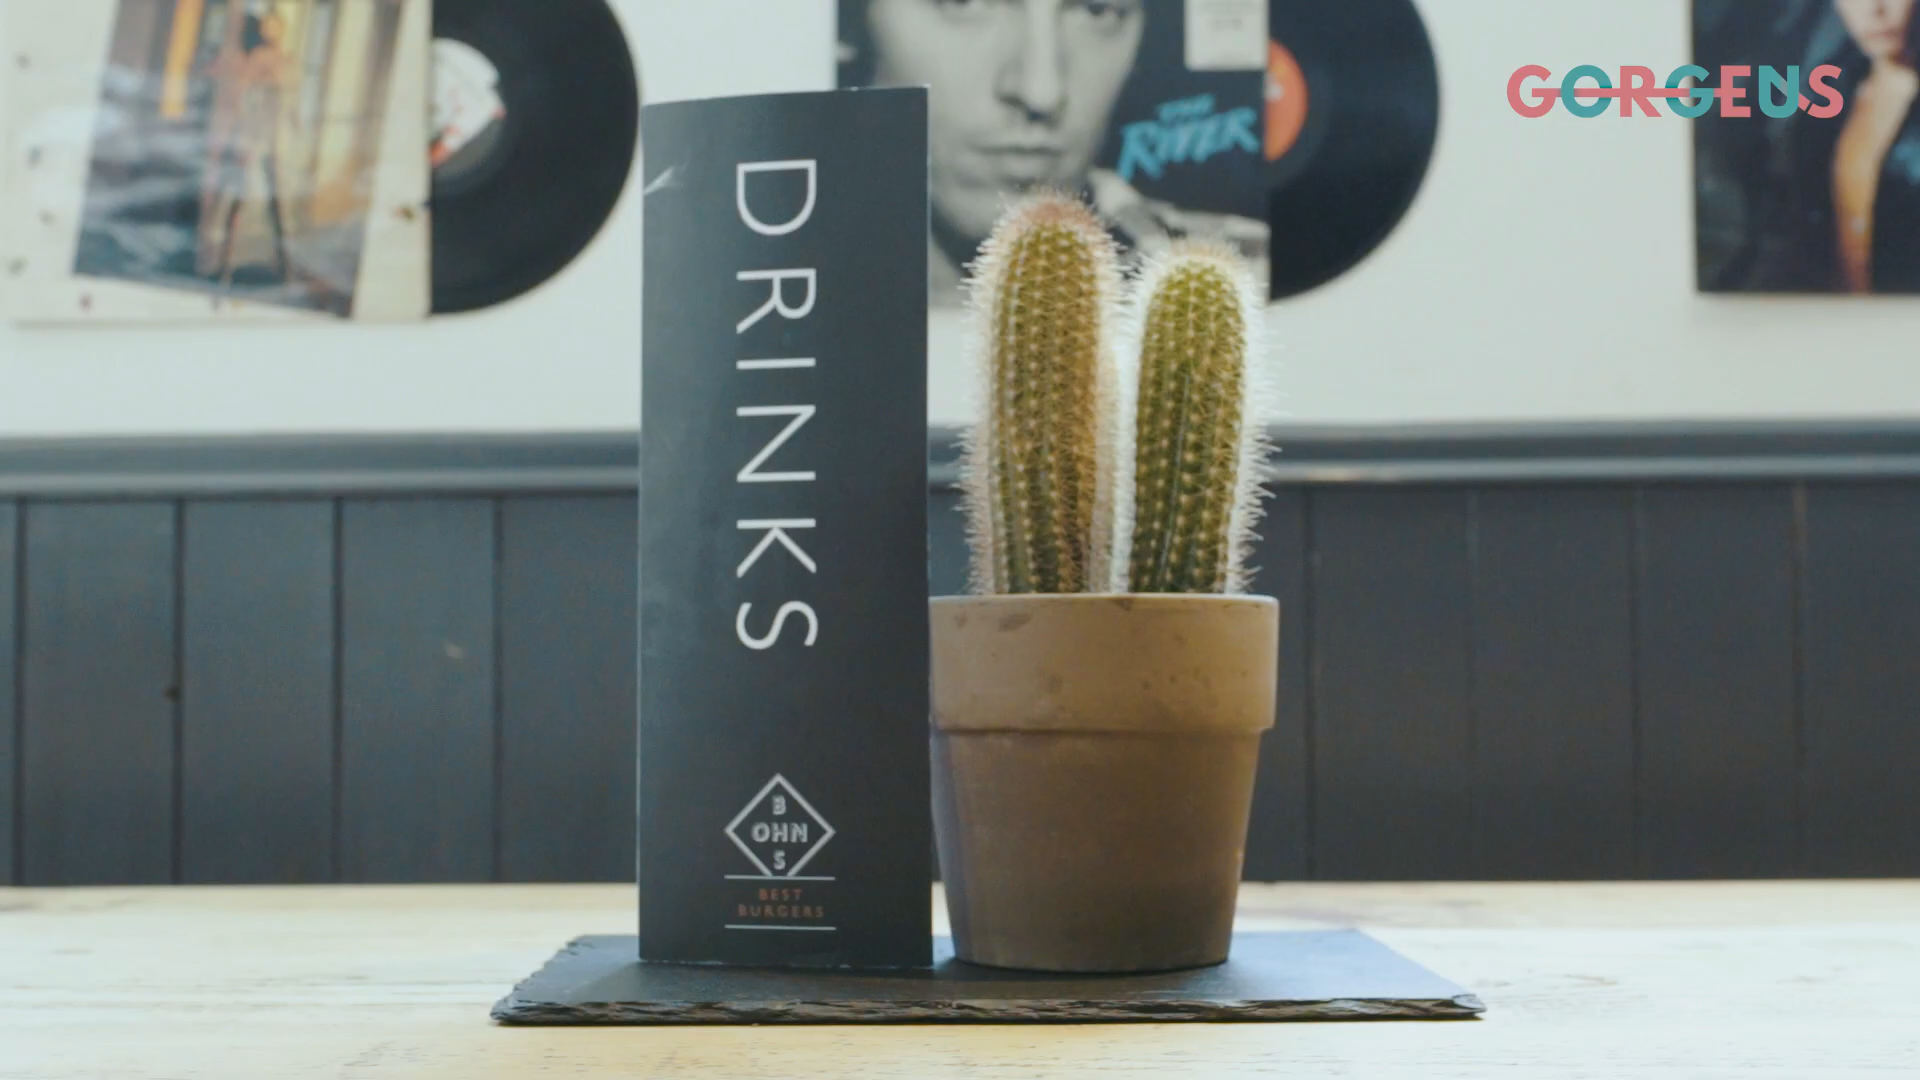 GORGEUS
THE
RIVER
DRINKS
B
OHN
S
BEST
BURGERS